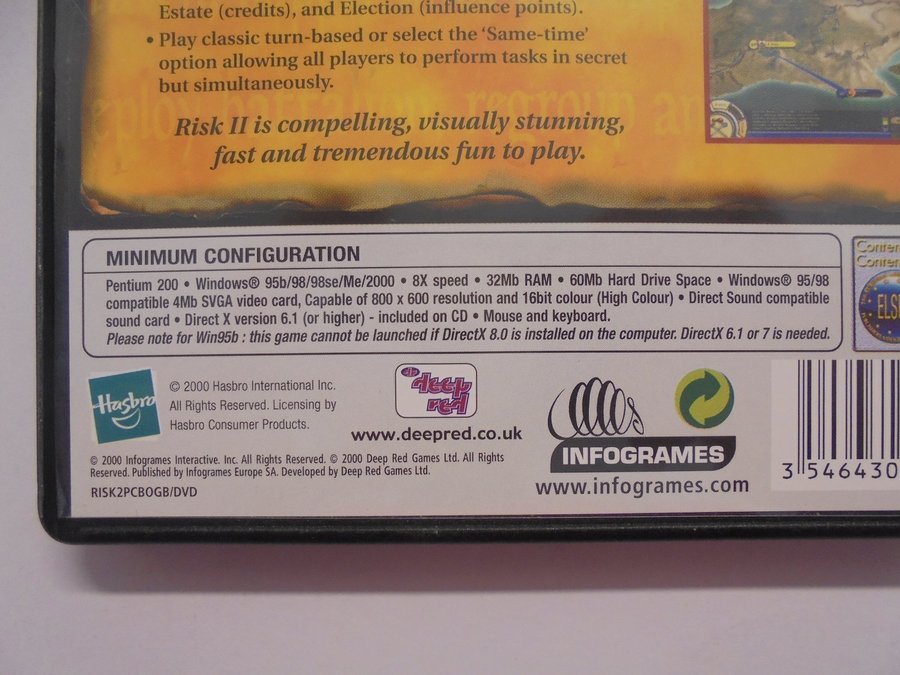 Estate (credits), and Election (influence points).
• Play classic turn-based or select the 'Same-time'
option allowing all players to perform tasks in secret
but simultaneously.
eploy battalions regroup an
Risk II is compelling, visually stunning,
fast and tremendous fun to play.
MINIMUM CONFIGURATION
Pentium 200 • Windows® 95b/98/98se/Me/2000 • 8X speed • 32Mb RAM • 60Mb Hard Drive Space • Windows® 95/98
compatible 4Mb SVGA video card, Capable of 800 x 600 resolution and 16bit colour (High Colour) • Direct Sound compatible
sound card • Direct X version 6.1 (or higher) - included on CD • Mouse and keyboard.
Please note for Win95b : this game cannot be launched if DirectX 8.0 is installed on the computer. DirectX 6.1 or 7 is needed.
Conten
Conten
ELS
Hasbro
© 2000 Hasbro International Inc.
All Rights Reserved. Licensing by
Hasbro Consumer Products.
deep
red
www.deepred.co.uk
INFOGRAMES
www.infogrames.com
© 2000 Infogrames Interactive. Inc. All Rights Reserved. © 2000 Deep Red Games Ltd. All Rights
Reserved. Published by Infogrames Europe SA. Developed by Deep Red Games Ltd.
RISK2PCBOGB/DVD
3 546430